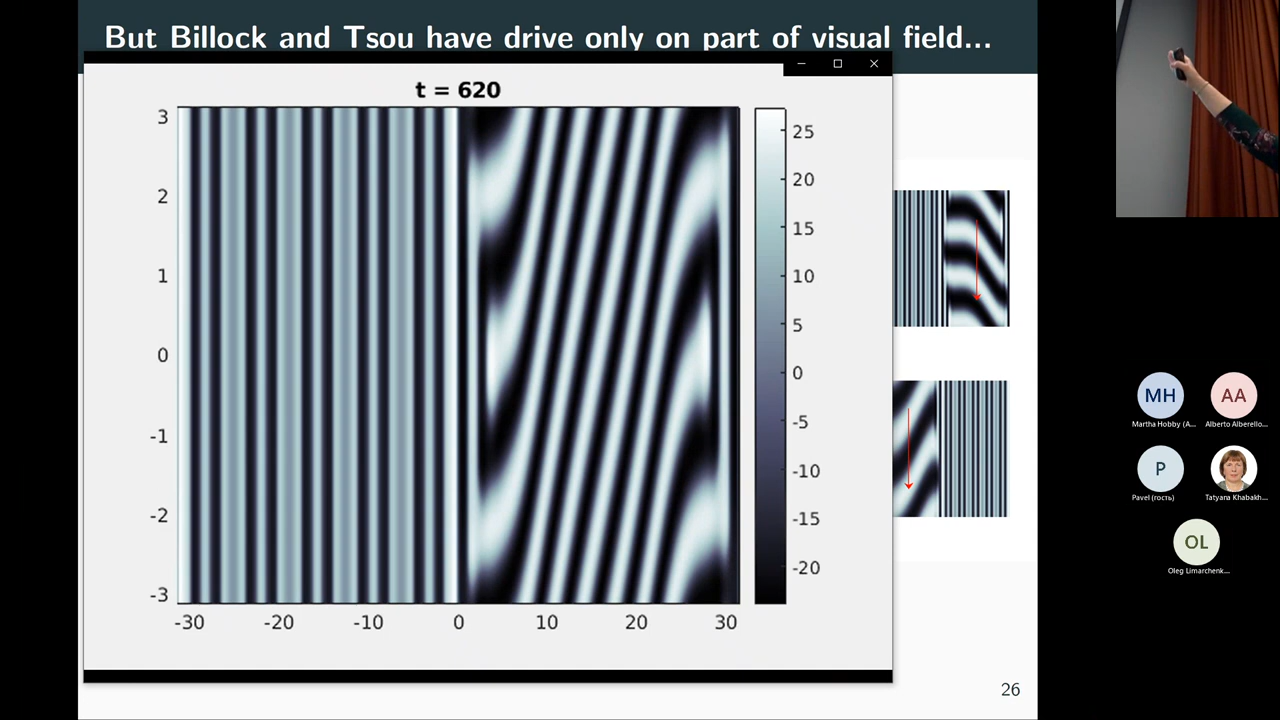 But Billock and Tsou have drive only on part of visual field...
t = 620
3
2
1
0
-1
-2
-3
-30 -20 -10 0 10 20 30
25
20
15
10
5
0
-5
-10
-15
-20
26
MH
Martha Hobby (A...
AA
Alberto Alberello...
P
Pavel (гость)
Tatyana Khabakh...
OL
Oleg Limarchenk...